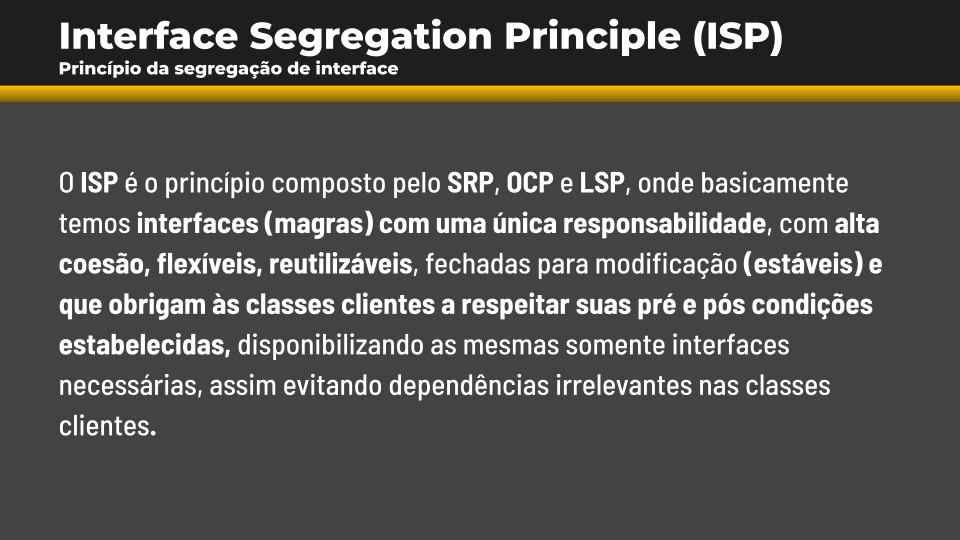 Interface Segregation Principle (ISP)
Princípio da segregação de interface
O ISP é o princípio composto pelo SRP, OCP e LSP, onde basicamente
temos interfaces (magras) com uma única responsabilidade, com alta
coesão, flexíveis, reutilizáveis, fechadas para modificação (estáveis) e
que obrigam às classes clientes a respeitar suas pré e pós condições
estabelecidas, disponibilizando as mesmas somente interfaces
necessárias, assim evitando dependências irrelevantes nas classes
clientes.